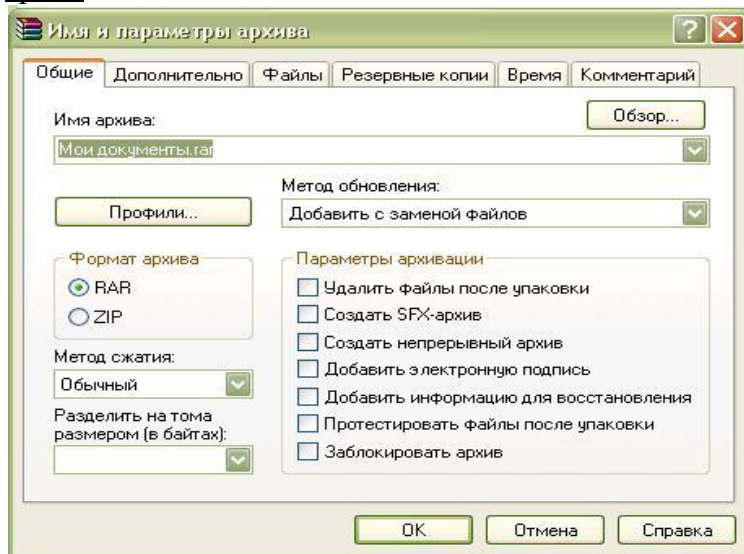 Имя и параметры архива
Общие Дополнительно Файлы Резервные копии Время Комментарий
Имя архива:
Обзор...
Мои документы.rar
Метод обновления:
Профили...
Добавить с заменой файлов
Формат архива
RAR
ZIP
Метод сжатия:
Обычный
Разделить на тома
размером (в байтах):
Параметры архивации
Удалить файлы после упаковки
Создать SFX-архив
Создать непрерывный архив
Добавить электронную подпись
Добавить информацию для восстановления
Протестировать файлы после упаковки
Заблокировать архив
OK Отмена Справка